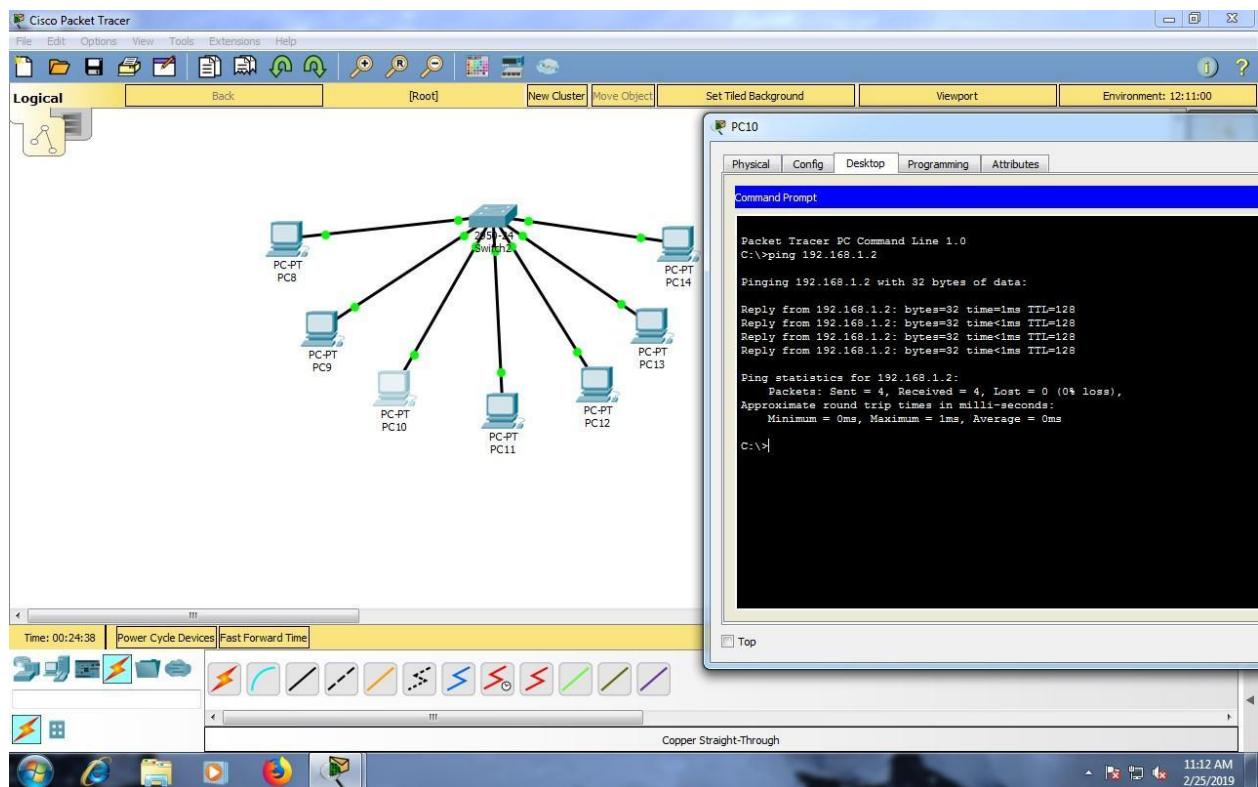 Cisco Packet Tracer
File Edit Options View Tools Extensions Help
Logical Back [Root] New Cluster Move Object Set Tiled Background Viewport Environment: 12:11:00
PC10
Physical Config Desktop Programming Attributes
Command Prompt
Packet Tracer PC Command Line 1.0
C:\>ping 192.168.1.2
Pinging 192.168.1.2 with 32 bytes of data:
Reply from 192.168.1.2: bytes=32 time=1ms TTL=128
Reply from 192.168.1.2: bytes=32 time<1ms TTL=128
Reply from 192.168.1.2: bytes=32 time<1ms TTL=128
Reply from 192.168.1.2: bytes=32 time<1ms TTL=128
Ping statistics for 192.168.1.2:
Packets: Sent = 4, Received = 4, Lost = 0 (0% loss),
Approximate round trip times in milli-seconds:
Minimum = 0ms, Maximum = 1ms, Average = 0ms
C:\>
2950-24
Switch2
PC-PT
PC8
PC-PT
PC14
PC-PT
PC9
PC-PT
PC13
PC-PT
PC10
PC-PT
PC12
PC-PT
PC11
Time: 00:24:38 Power Cycle Devices Fast Forward Time
Top
Copper Straight-Through
11:12 AM
2/25/2019